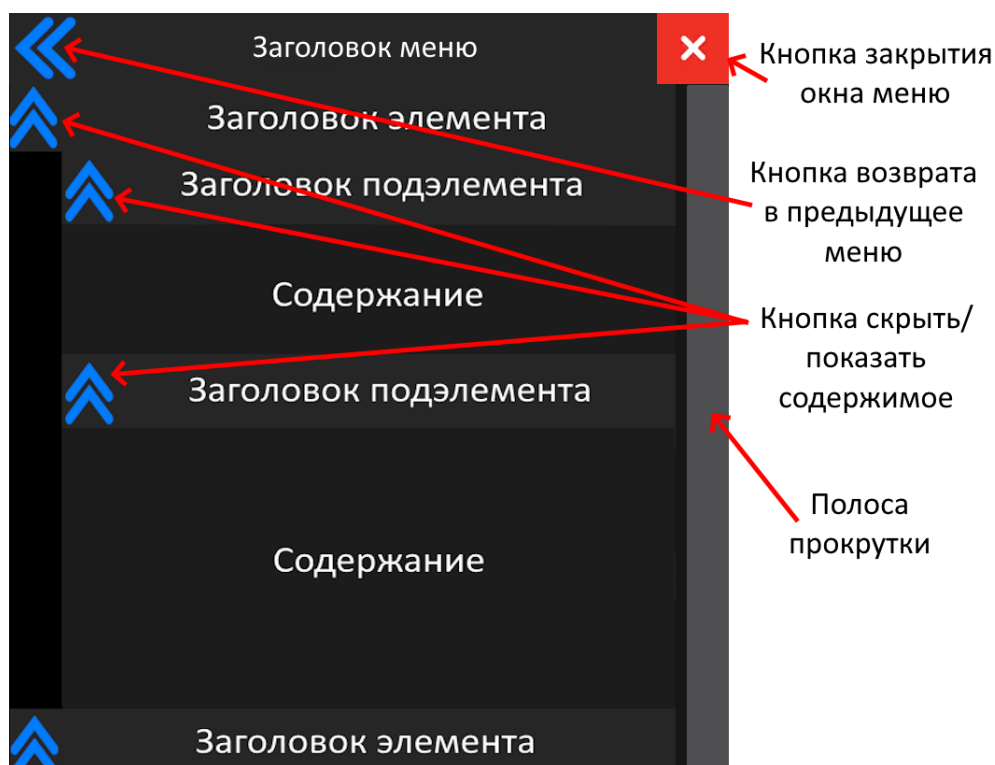 Заголовок меню
Заголовок элемента
Заголовок подэлемента
Содержание
Заголовок подэлемента
Содержание
Заголовок элемента
Кнопка закрытия
окна меню
Кнопка возврата
в предыдущее
меню
Кнопка скрыть/
показать
содержимое
Полоса
прокрутки